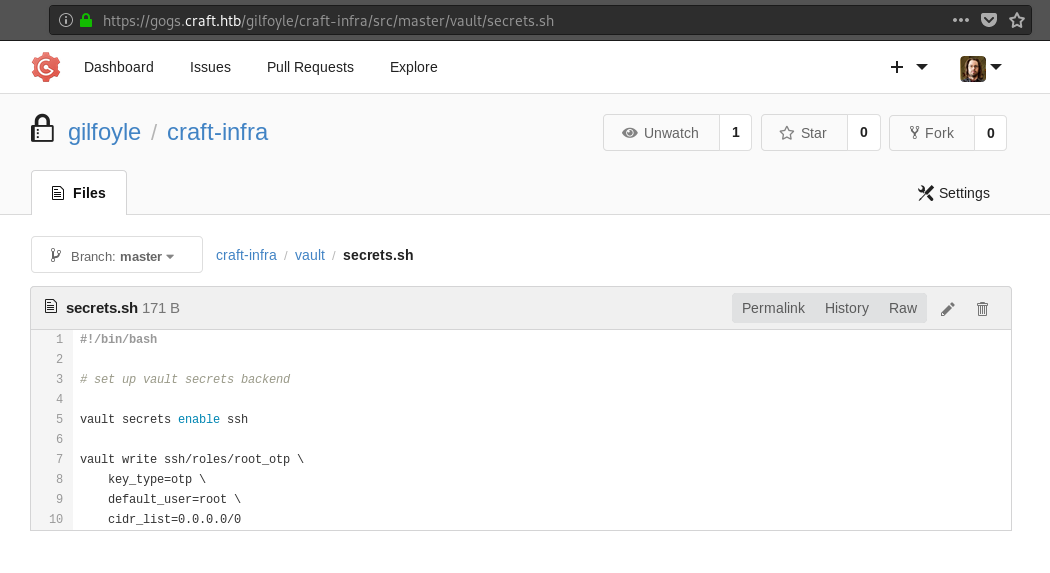 https://gogs.craft.htb/gilfoyle/craft-infra/src/master/vault/secrets.sh
Dashboard Issues Pull Requests Explore
gilfoyle / craft-infra
Unwatch 1 Star 0 Fork 0
Files Settings
Branch: master craft-infra / vault / secrets.sh
secrets.sh 171 B Permalink History Raw
1 #!/bin/bash
2
3 # set up vault secrets backend
4
5 vault secrets enable ssh
6
7 vault write ssh/roles/root_otp \
8     key_type=otp \
9     default_user=root \
10     cidr_list=0.0.0.0/0